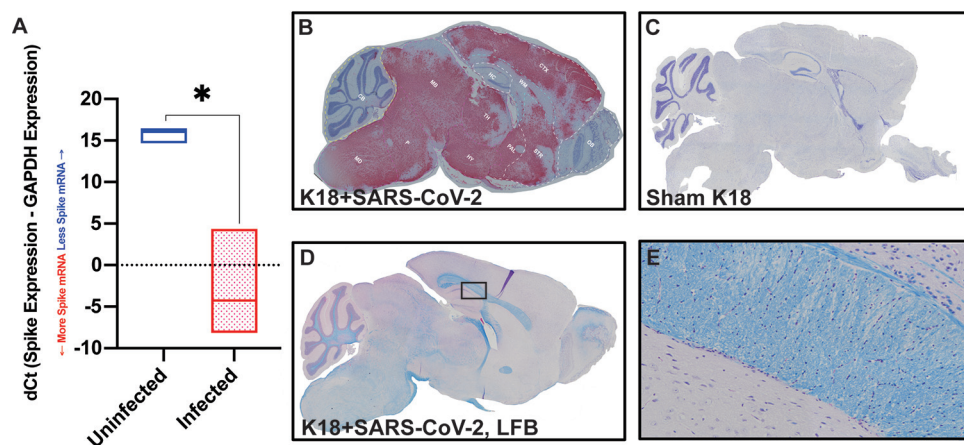 A
dCt (Spike Expression - GAPDH Expression)
← More Spike mRNA Less Spike mRNA →
20
15
10
5
0
-5
-10
*
Uninfected
Infected
B
CB
MB
HC
WM
CTX
TH
HY
PAL
STR
OB
MD
P
K18+SARS-CoV-2
C
Sham K18
D
K18+SARS-CoV-2, LFB
E